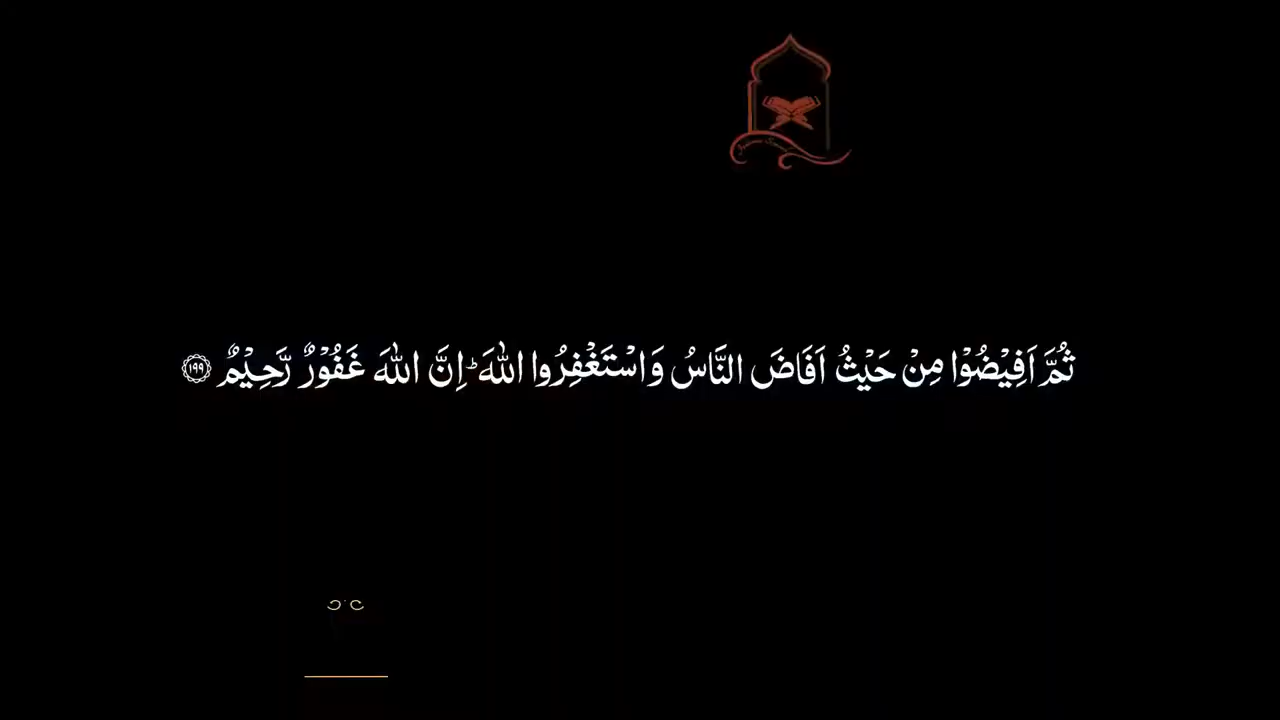 ثُمَّ اَفِيْضُوْا مِنْ حَيْثُ اَفَاضَ النَّاسُ وَاسْتَغْفِرُوا اللّٰهَ ؕ اِنَّ اللّٰهَ غَفُوْرٌ رَّحِيْمٌ ۝١٩٩